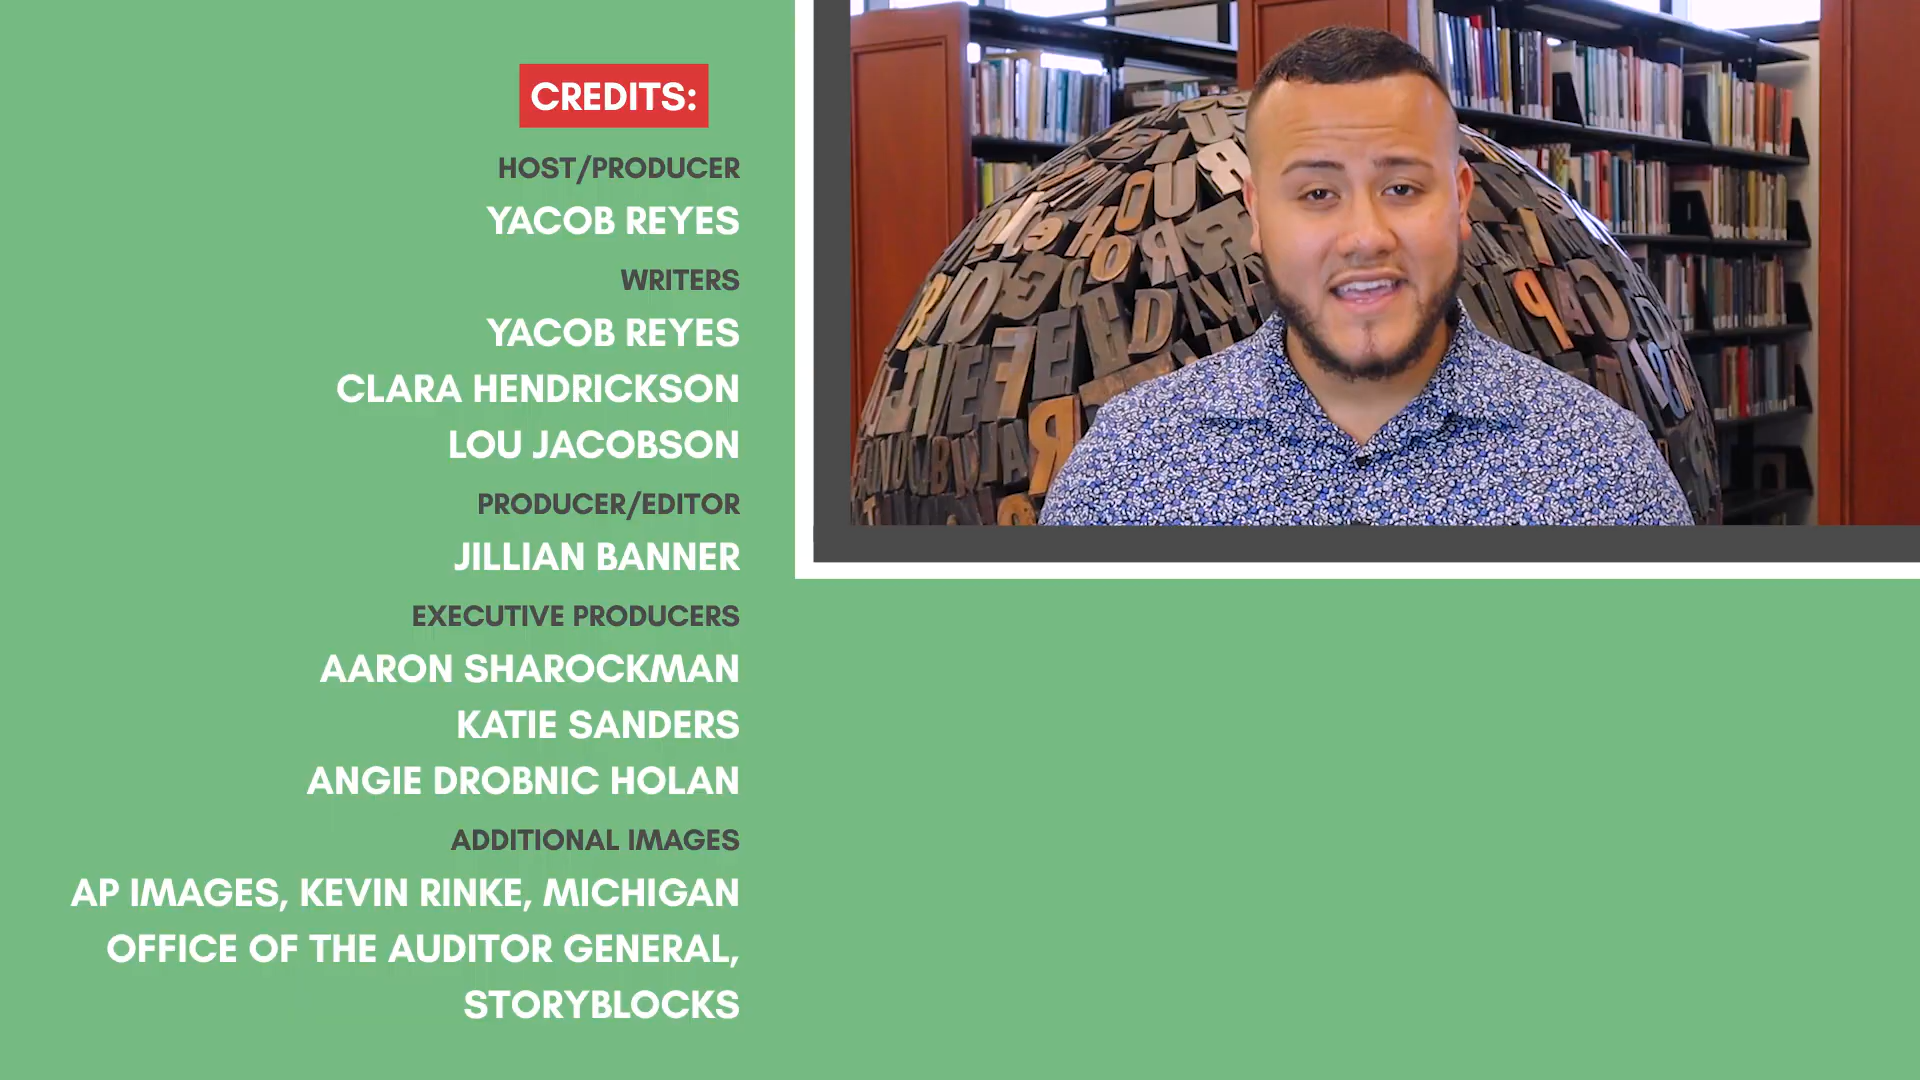 CREDITS:
HOST/PRODUCER
YACOB REYES
WRITERS
YACOB REYES
CLARA HENDRICKSON
LOU JACOBSON
PRODUCER/EDITOR
JILLIAN BANNER
EXECUTIVE PRODUCERS
AARON SHAROCKMAN
KATIE SANDERS
ANGIE DROBNIC HOLAN
ADDITIONAL IMAGES
AP IMAGES, KEVIN RINKE, MICHIGAN
OFFICE OF THE AUDITOR GENERAL,
STORYBLOCKS